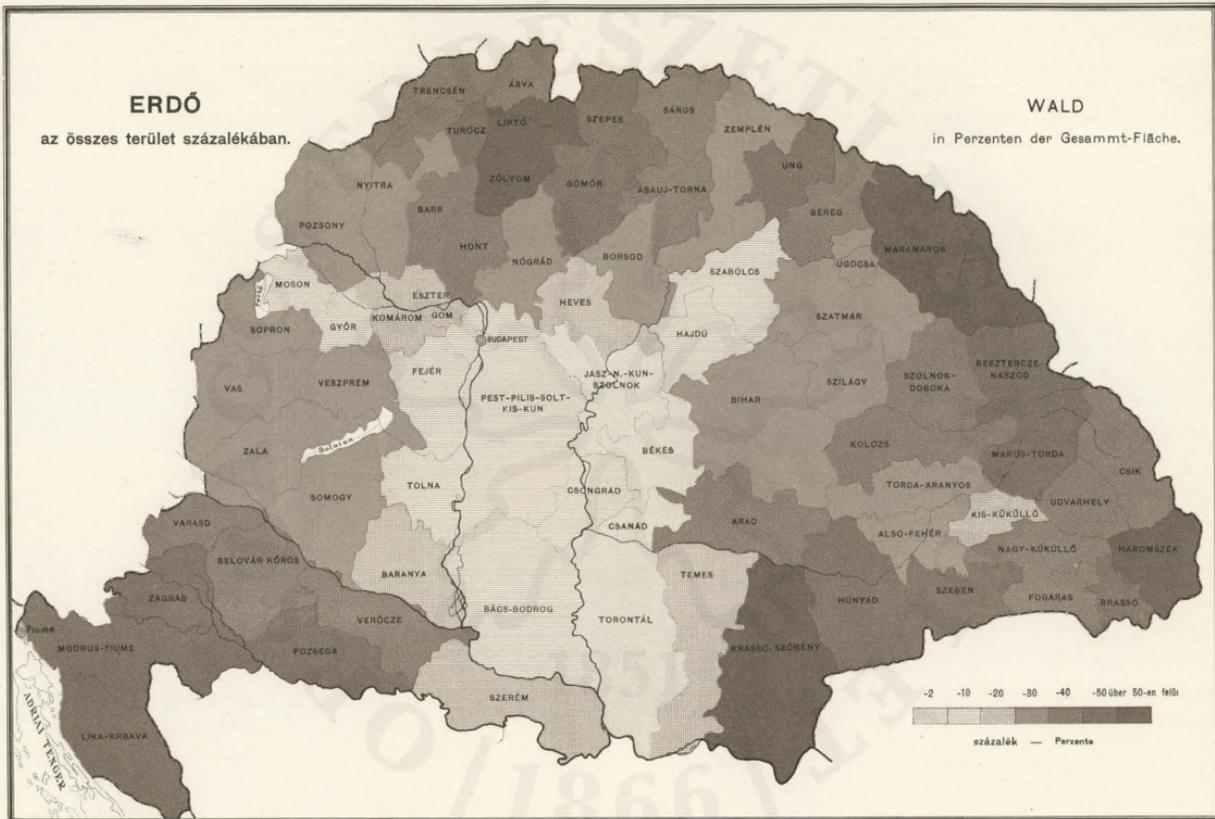 ERDŐ
az összes terület százalékában.
WALD
in Perzenten der Gesammt-Fläche.
ÁRVA
TRENCSÉN
LIPTÓ
TURÓCZ
SZEPES
SÁROS
ZEMPLÉN
UNG
ZÓLYOM
GÖMÖR
ABAUJ-TORNA
NYITRA
BARS
BEREG
POZSONY
HONT
NÓGRÁD
BORSOD
UGOCSA
MÁRAMAROS
SZABOLCS
MOSON
ESZTER
GOM
HEVES
GYŐR
KOMÁROM
SOPRON
BUDAPEST
HAJDÚ
SZATMÁR
FEJÉR
JÁSZ-N.-KUN-
SZOLNOK
VAS
VESZPRÉM
PEST-PILIS-SOLT-
KIS-KUN
BIHAR
SZILÁGY
SZOLNOK-
DOBOKA
BESZTERCZE-
NASZÓD
ZALA
Balaton
BÉKÉS
KOLOZS
MAROS-TORDA
CSIK
SOMOGY
TOLNA
CSONGRÁD
TORDA-ARANYOS
UDVARHELY
CSANÁD
ARAD
KIS-KÜKÜLLŐ
ALSÓ-FEHÉR
VARASD
BELOVÁR-KŐRÖS
BARANYA
TEMES
NAGY-KÜKÜLLŐ
HÁROMSZÉK
ZÁGRÁB
BÁCS-BODROG
TORONTÁL
HUNYAD
SZEBEN
FOGARAS
BRASSÓ
VERŐCZE
Fiume
MODRUS-FIUME
POZSEGA
KRASSÓ-SZÖRÉNY
SZERÉM
LIKA-KRBAVA
ADRIAI TENGER
-2 -10 -20 -30 -40 -50 über 50-en felül
százalék — Perzente
1851
1866